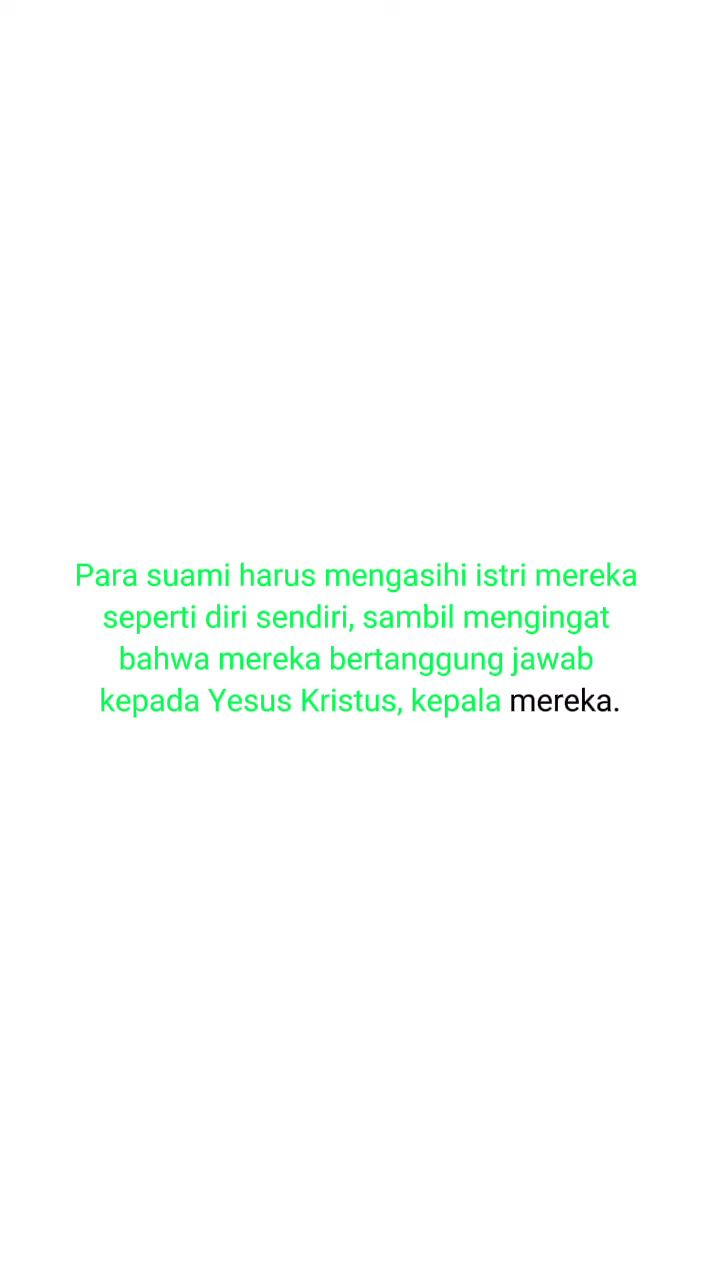 Para suami harus mengasihi istri mereka
seperti diri sendiri, sambil mengingat
bahwa mereka bertanggung jawab
kepada Yesus Kristus, kepala mereka.